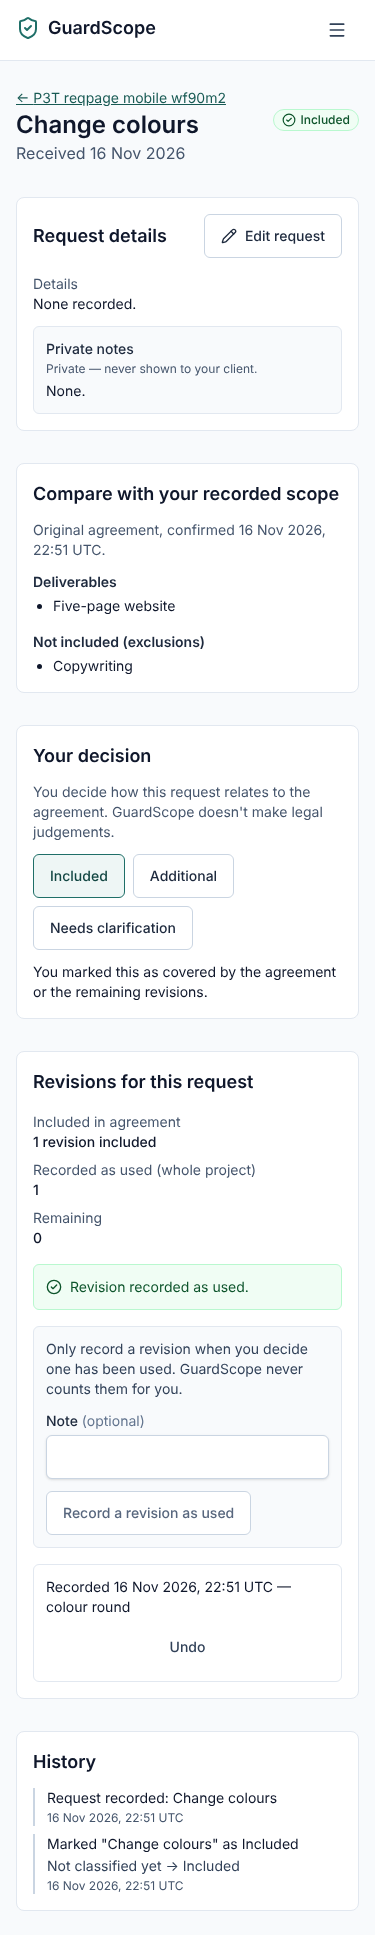 GuardScope
← P3T reqpage mobile wf90m2
Change colours
Included
Received 16 Nov 2026
Request details
Edit request
Details
None recorded.
Private notes
Private — never shown to your client.
None.
Compare with your recorded scope
Original agreement, confirmed 16 Nov 2026,
22:51 UTC.
Deliverables
• Five-page website
Not included (exclusions)
• Copywriting
Your decision
You decide how this request relates to the
agreement. GuardScope doesn't make legal
judgements.
Included
Additional
Needs clarification
You marked this as covered by the agreement
or the remaining revisions.
Revisions for this request
Included in agreement
1 revision included
Recorded as used (whole project)
1
Remaining
0
Revision recorded as used.
Only record a revision when you decide
one has been used. GuardScope never
counts them for you.
Note (optional)
Record a revision as used
Recorded 16 Nov 2026, 22:51 UTC —
colour round
Undo
History
Request recorded: Change colours
16 Nov 2026, 22:51 UTC
Marked "Change colours" as Included
Not classified yet → Included
16 Nov 2026, 22:51 UTC